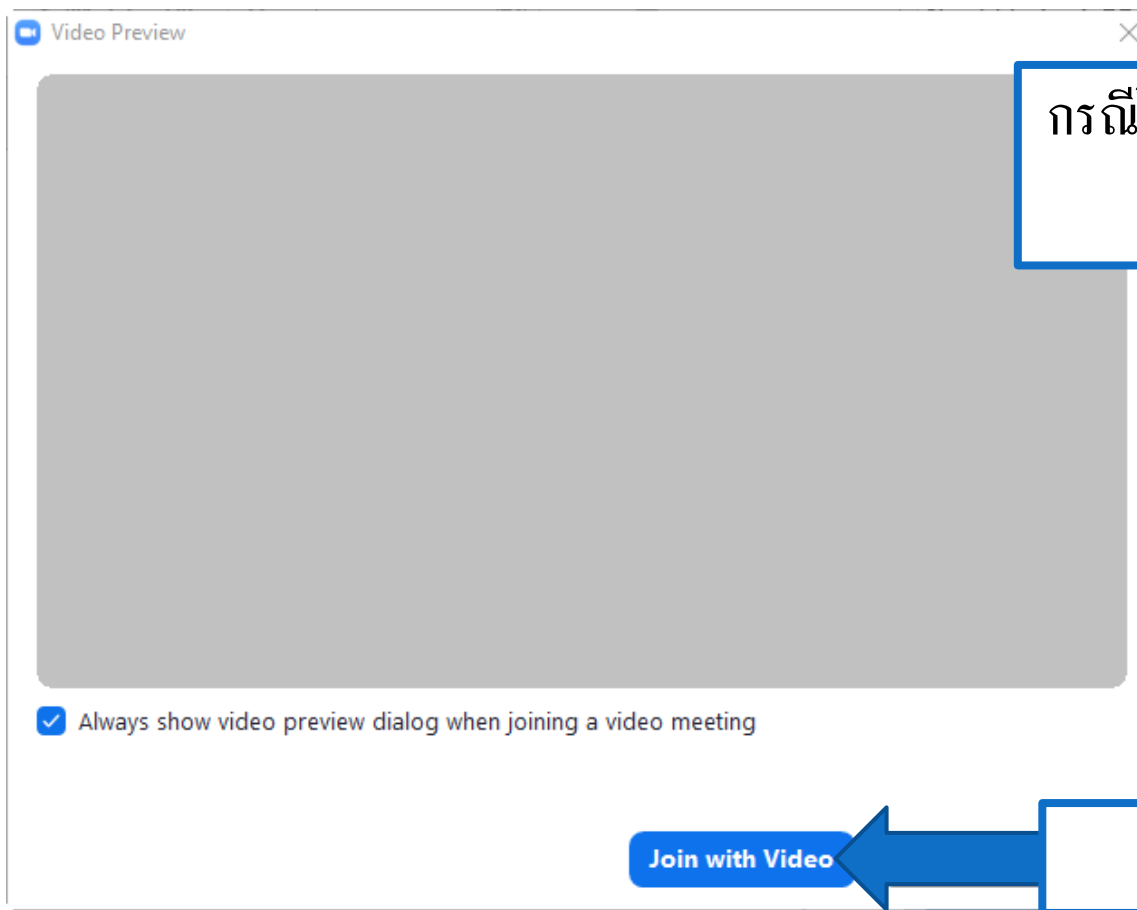 Video Preview
กรณี
Always show video preview dialog when joining a video meeting
Join with Video